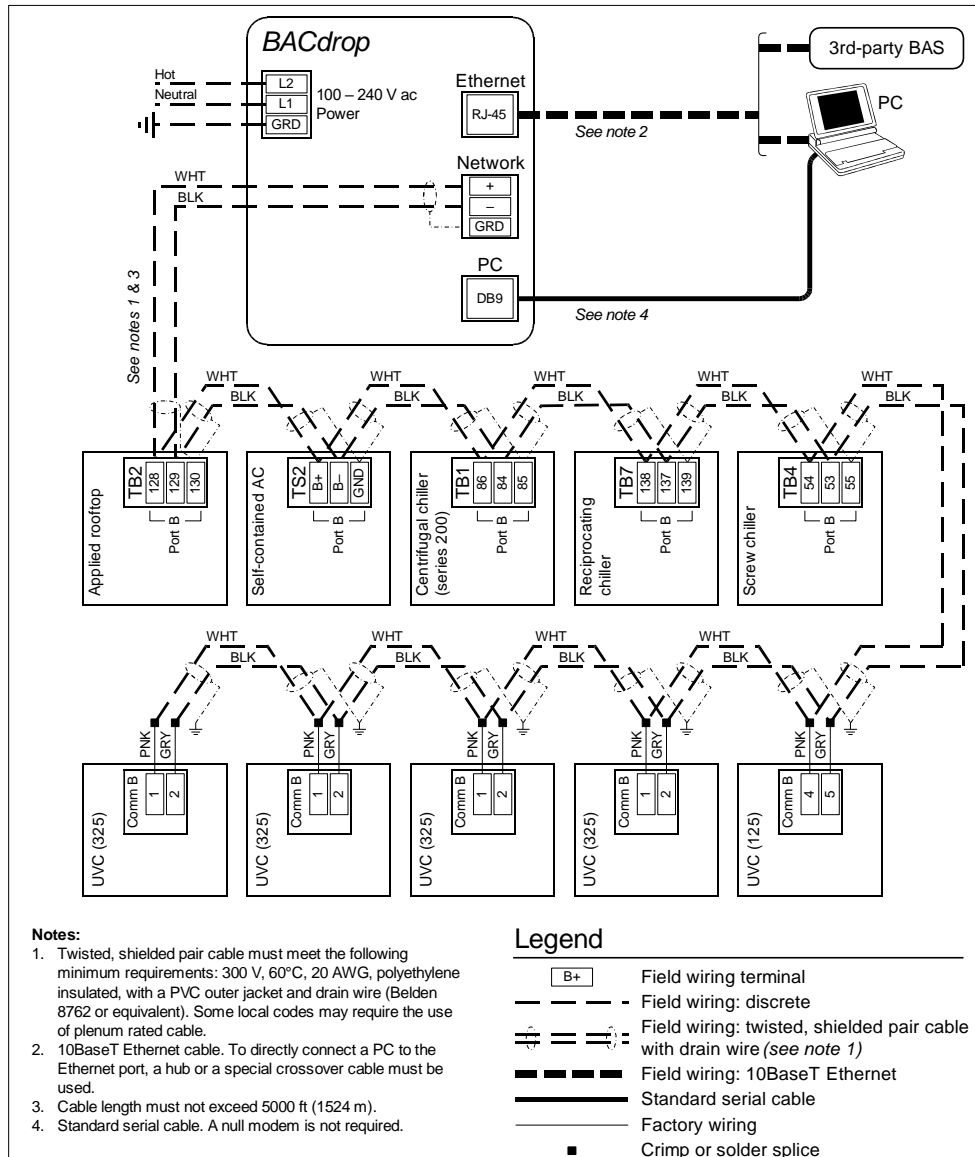 BACdrop
Hot
Neutral
L2
L1
GRD
100 – 240 V ac
Power
Ethernet
RJ-45
See note 2
3rd-party BAS
PC
Network
+
–
GRD
WHT
BLK
PC
DB9
See note 4
See notes 1 & 3
WHT
BLK
WHT
BLK
WHT
BLK
WHT
BLK
WHT
BLK
Applied rooftop
TB2
128
129
130
Port B
Self-contained AC
TS2
B+
B–
GND
Port B
Centrifugal chiller
(series 200)
TB1
86
84
85
Port B
Reciprocating
chiller
TB7
138
137
139
Port B
Screw chiller
TB4
54
53
55
Port B
WHT
BLK
WHT
BLK
WHT
BLK
WHT
BLK
PNK
GRY
PNK
GRY
PNK
GRY
PNK
GRY
PNK
GRY
UVC (325)
Comm B
1
2
UVC (325)
Comm B
1
2
UVC (325)
Comm B
1
2
UVC (325)
Comm B
1
2
UVC (125)
Comm B
4
5
Notes:
1. Twisted, shielded pair cable must meet the following
minimum requirements: 300 V, 60°C, 20 AWG, polyethylene
insulated, with a PVC outer jacket and drain wire (Belden
8762 or equivalent). Some local codes may require the use
of plenum rated cable.
2. 10BaseT Ethernet cable. To directly connect a PC to the
Ethernet port, a hub or a special crossover cable must be
used.
3. Cable length must not exceed 5000 ft (1524 m).
4. Standard serial cable. A null modem is not required.
Legend
B+ Field wiring terminal
Field wiring: discrete
Field wiring: twisted, shielded pair cable
with drain wire (see note 1)
Field wiring: 10BaseT Ethernet
Standard serial cable
Factory wiring
Crimp or solder splice